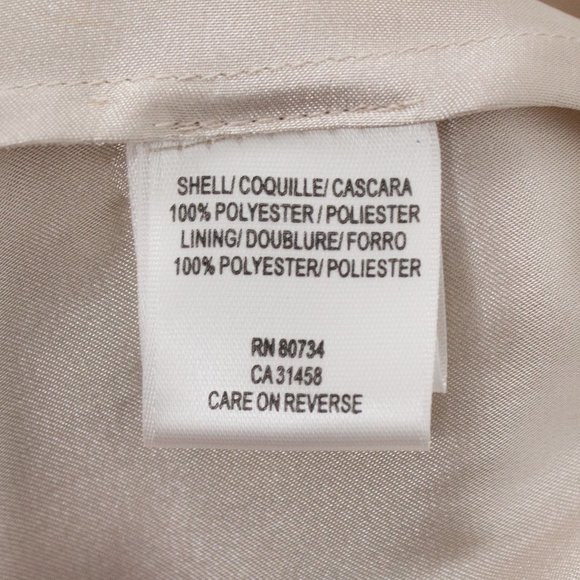 SHELL/ COQUILLE/ CASCARA
100% POLYESTER / POLIESTER
LINING/ DOUBLURE/ FORRO
100% POLYESTER/ POLIESTER
RN 80734
CA 31458
CARE ON REVERSE